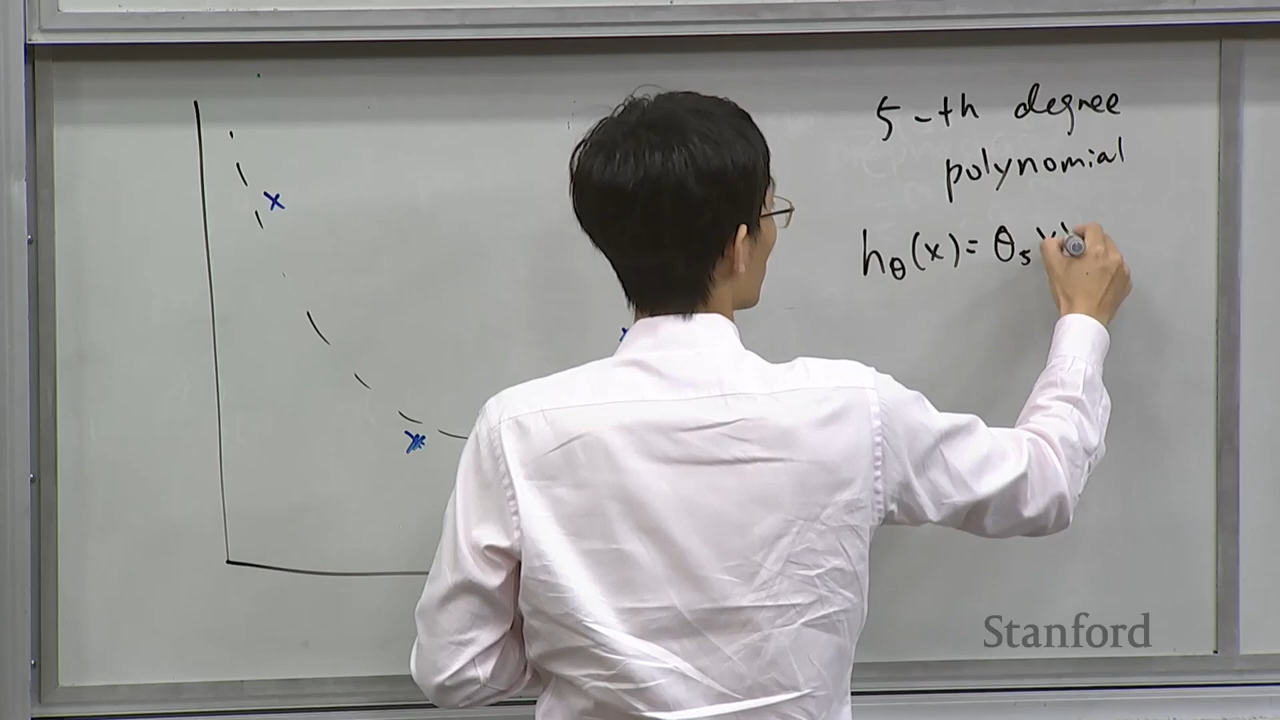 5-th degree
polynomial
hθ(x) = θ5 x
Stanford